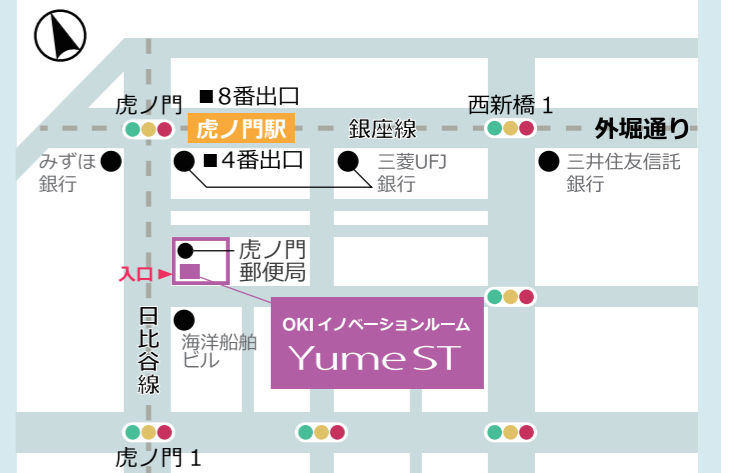 ■8番出口
虎ノ門
西新橋 1
虎ノ門駅
銀座線
外堀通り
みずほ
銀行
■4番出口
三菱UFJ
銀行
三井住友信託
銀行
虎ノ門
郵便局
入口
日比谷線
海洋船舶
ビル
OKI イノベーションルーム
Yume ST
虎ノ門 1